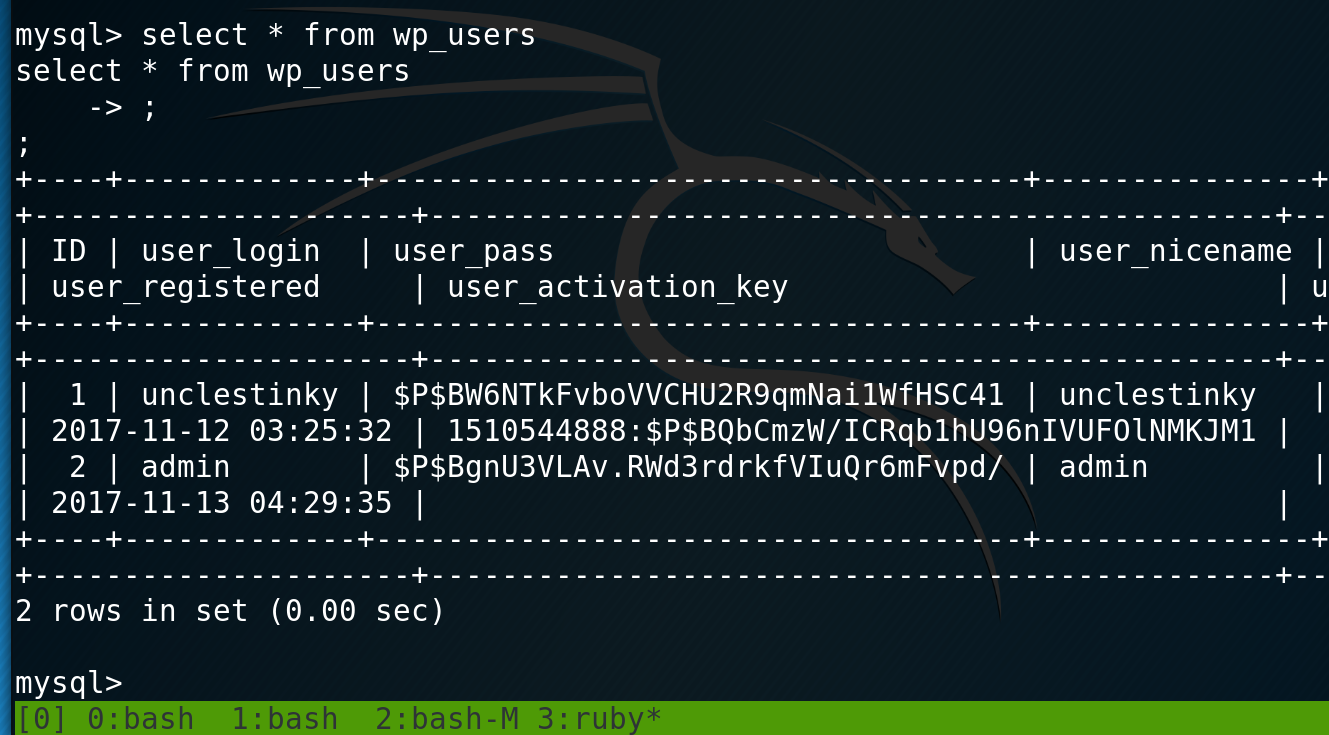 mysql> select * from wp_users
select * from wp_users
    -> ;
;
+----+-------------+------------------------------------+---------------+
+---------------------+-----------------------------------------------+--
| ID | user_login  | user_pass                          | user_nicename |
| user_registered     | user_activation_key                           | u
+----+-------------+------------------------------------+---------------+
+---------------------+-----------------------------------------------+--
|  1 | unclestinky | $P$BW6NTkFvboVVCHU2R9qmNai1WfHSC41 | unclestinky   |
| 2017-11-12 03:25:32 | 1510544888:$P$BQbCmzW/ICRqb1hU96nIVUFOlNMKJM1 |
|  2 | admin       | $P$BgnU3VLAv.RWd3rdrkfVIuQr6mFvpd/ | admin         |
| 2017-11-13 04:29:35 |                                               |
+----+-------------+------------------------------------+---------------+
+---------------------+-----------------------------------------------+--
2 rows in set (0.00 sec)

mysql>
[0] 0:bash  1:bash  2:bash-M 3:ruby*